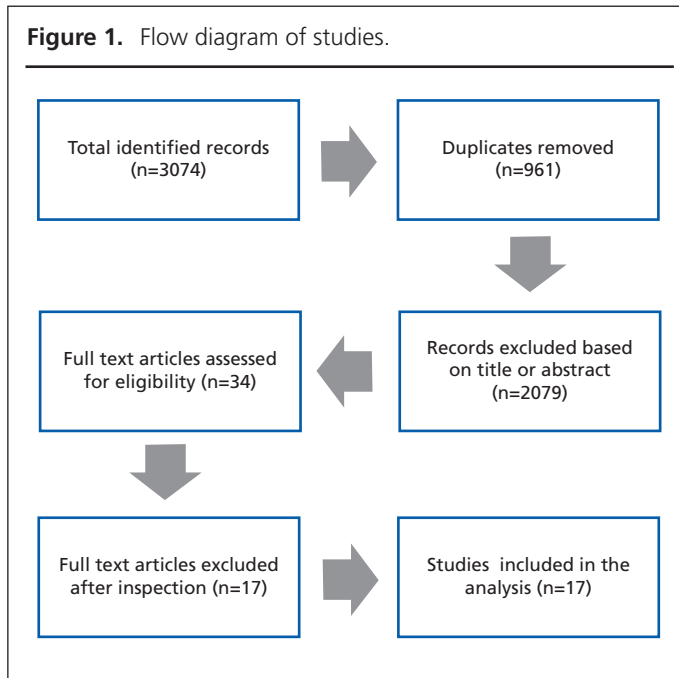 Figure 1. Flow diagram of studies.
Total identified records
(n=3074)
Duplicates removed
(n=961)
Records excluded based
on title or abstract
(n=2079)
Full text articles assessed
for eligibility (n=34)
Full text articles excluded
after inspection (n=17)
Studies included in the
analysis (n=17)